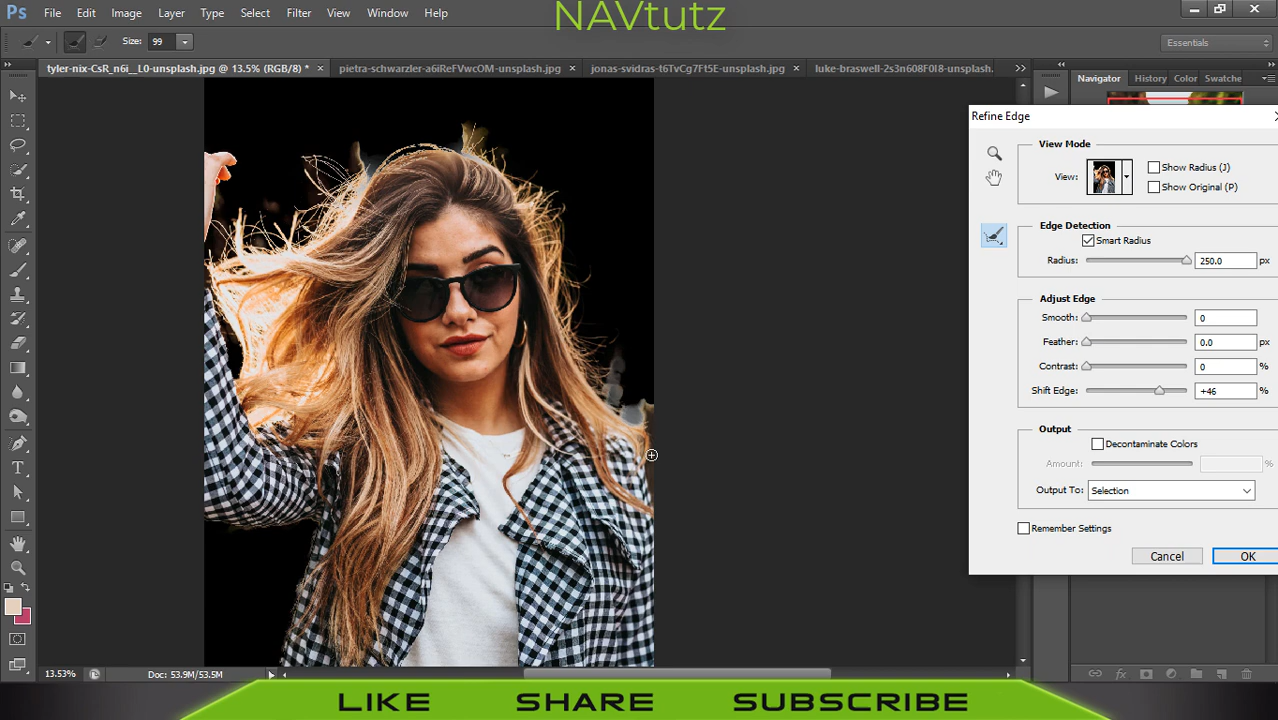 Ps File Edit Image Layer Type Select Filter View Window Help
NAVtutz
Size: 99
Essentials
tyler-nix-CsR_n6i__L0-unsplash.jpg @ 13.5% (RGB/8) * ×
pietra-schwarzler-a6iReFVwcOM-unsplash.jpg ×
jonas-svidras-t6TvCg7Ft5E-unsplash.jpg ×
luke-braswell-2s3n608F0I8-unsplash.
Navigator History Color Swatche
Refine Edge
View Mode
View:
Show Radius (J)
Show Original (P)
Edge Detection
Smart Radius
Radius: 250.0 px
Adjust Edge
Smooth: 0
Feather: 0.0 px
Contrast: 0 %
Shift Edge: +46 %
Output
Decontaminate Colors
Amount: %
Output To: Selection
Remember Settings
Cancel OK
T
13.53% Doc: 53.9M/53.5M
fx
LIKE SHARE SUBSCRIBE